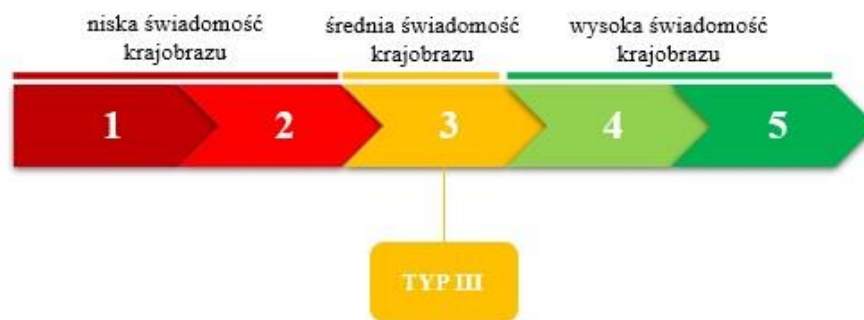 niska świadomość
krajobrazu
średnia świadomość
krajobrazu
wysoka świadomość
krajobrazu
1 2 3 4 5
TYP III